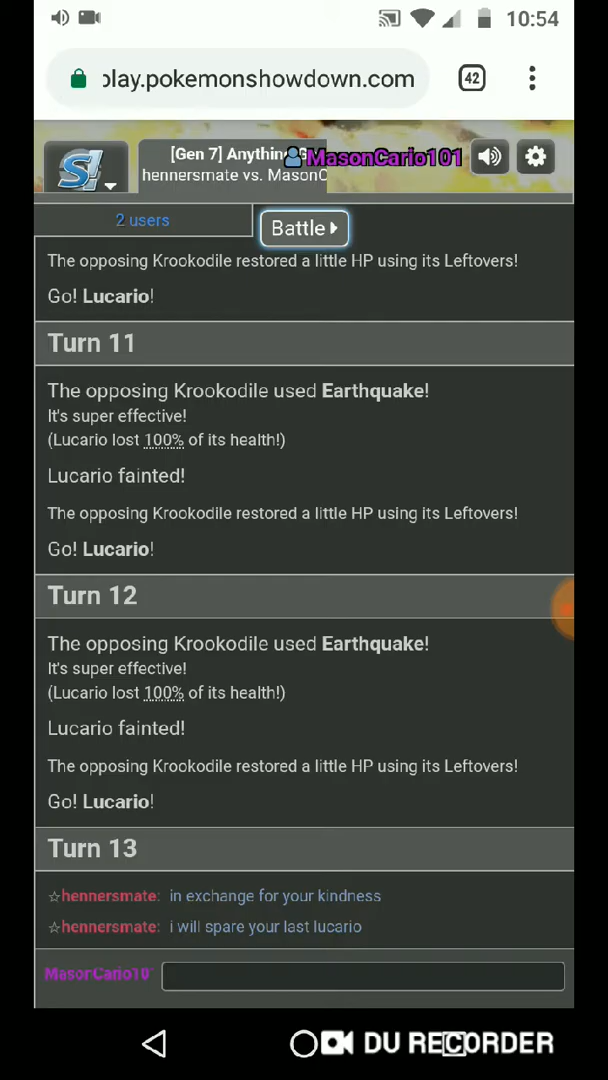 10:54
play.pokemonshowdown.com
42
[Gen 7] Anything G
MasonCario101
hennersmate vs. MasonC
2 users
Battle
The opposing Krookodile restored a little HP using its Leftovers!
Go! Lucario!
Turn 11
The opposing Krookodile used Earthquake!
It's super effective!
(Lucario lost 100% of its health!)
Lucario fainted!
The opposing Krookodile restored a little HP using its Leftovers!
Go! Lucario!
Turn 12
The opposing Krookodile used Earthquake!
It's super effective!
(Lucario lost 100% of its health!)
Lucario fainted!
The opposing Krookodile restored a little HP using its Leftovers!
Go! Lucario!
Turn 13
☆hennersmate: in exchange for your kindness
☆hennersmate: i will spare your last lucario
MasonCario10
DU RECORDER